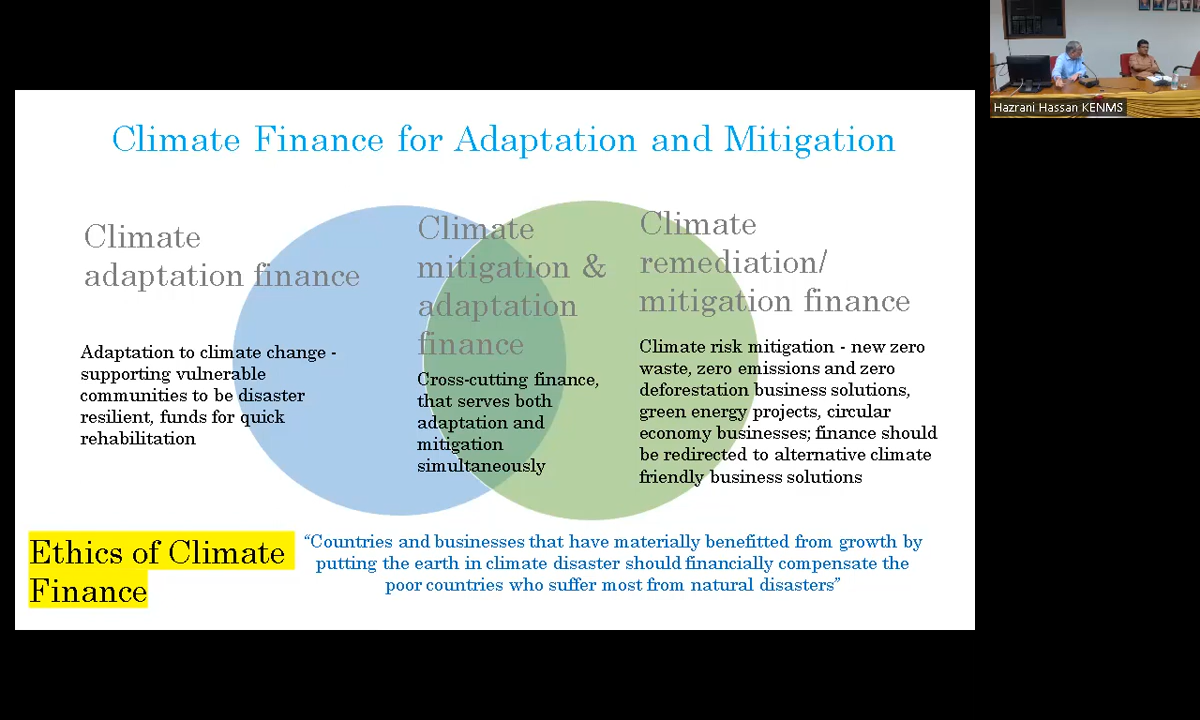 Climate Finance for Adaptation and Mitigation
Climate
adaptation finance
Adaptation to climate change -
supporting vulnerable
communities to be disaster
resilient, funds for quick
rehabilitation
Climate
mitigation &
adaptation
finance
Cross-cutting finance,
that serves both
adaptation and
mitigation
simultaneously
Climate
remediation/
mitigation finance
Climate risk mitigation - new zero
waste, zero emissions and zero
deforestation business solutions,
green energy projects, circular
economy businesses; finance should
be redirected to alternative climate
friendly business solutions
Ethics of Climate
Finance
“Countries and businesses that have materially benefitted from growth by
putting the earth in climate disaster should financially compensate the
poor countries who suffer most from natural disasters”
Hazrani Hassan KENMS